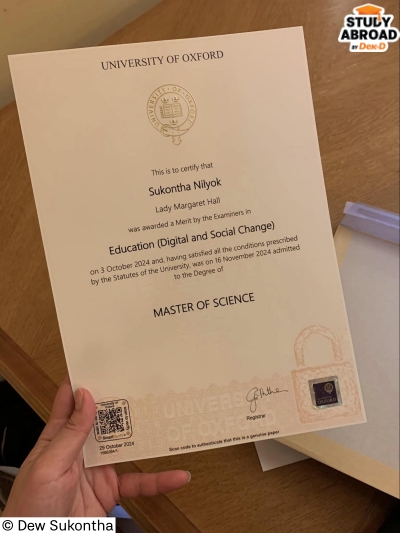 STUDY
ABROAD
BY Dek-D
UNIVERSITY OF OXFORD
This is to certify that
Sukontha Nilyok
Lady Margaret Hall
was awarded a Merit by the Examiners in
Education (Digital and Social Change)
on 3 October 2024 and, having satisfied all the conditions prescribed
by the Statutes of the University, was on 16 November 2024 admitted
to the Degree of
MASTER OF SCIENCE
Registrar
29 October 2024
Scan code to authenticate that this is a genuine paper
UNIVERSITY OF
OXFORD
© Dew Sukontha